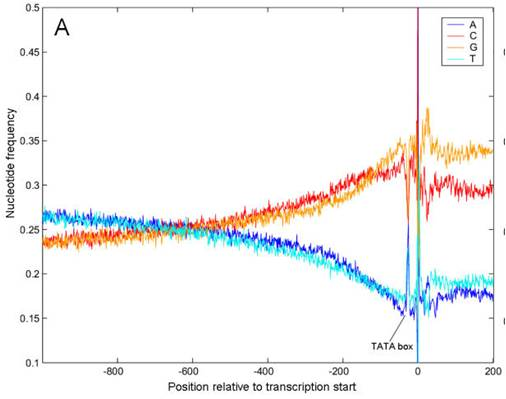 A
0.5
0.45
0.4
0.35
0.3
0.25
0.2
0.15
0.1
Nucleotide frequency
A
C
G
T
TATA box
-800
-600
-400
-200
0
200
Position relative to transcription start